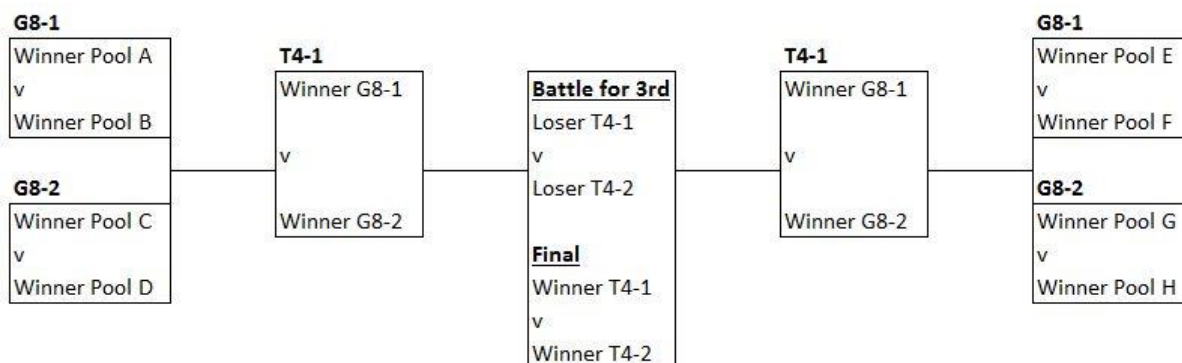 G8-1
Winner Pool A
v
Winner Pool B
G8-2
Winner Pool C
v
Winner Pool D
T4-1
Winner G8-1
v
Winner G8-2
Battle for 3rd
Loser T4-1
v
Loser T4-2
Final
Winner T4-1
v
Winner T4-2
T4-1
Winner G8-1
v
Winner G8-2
G8-1
Winner Pool E
v
Winner Pool F
G8-2
Winner Pool G
v
Winner Pool H